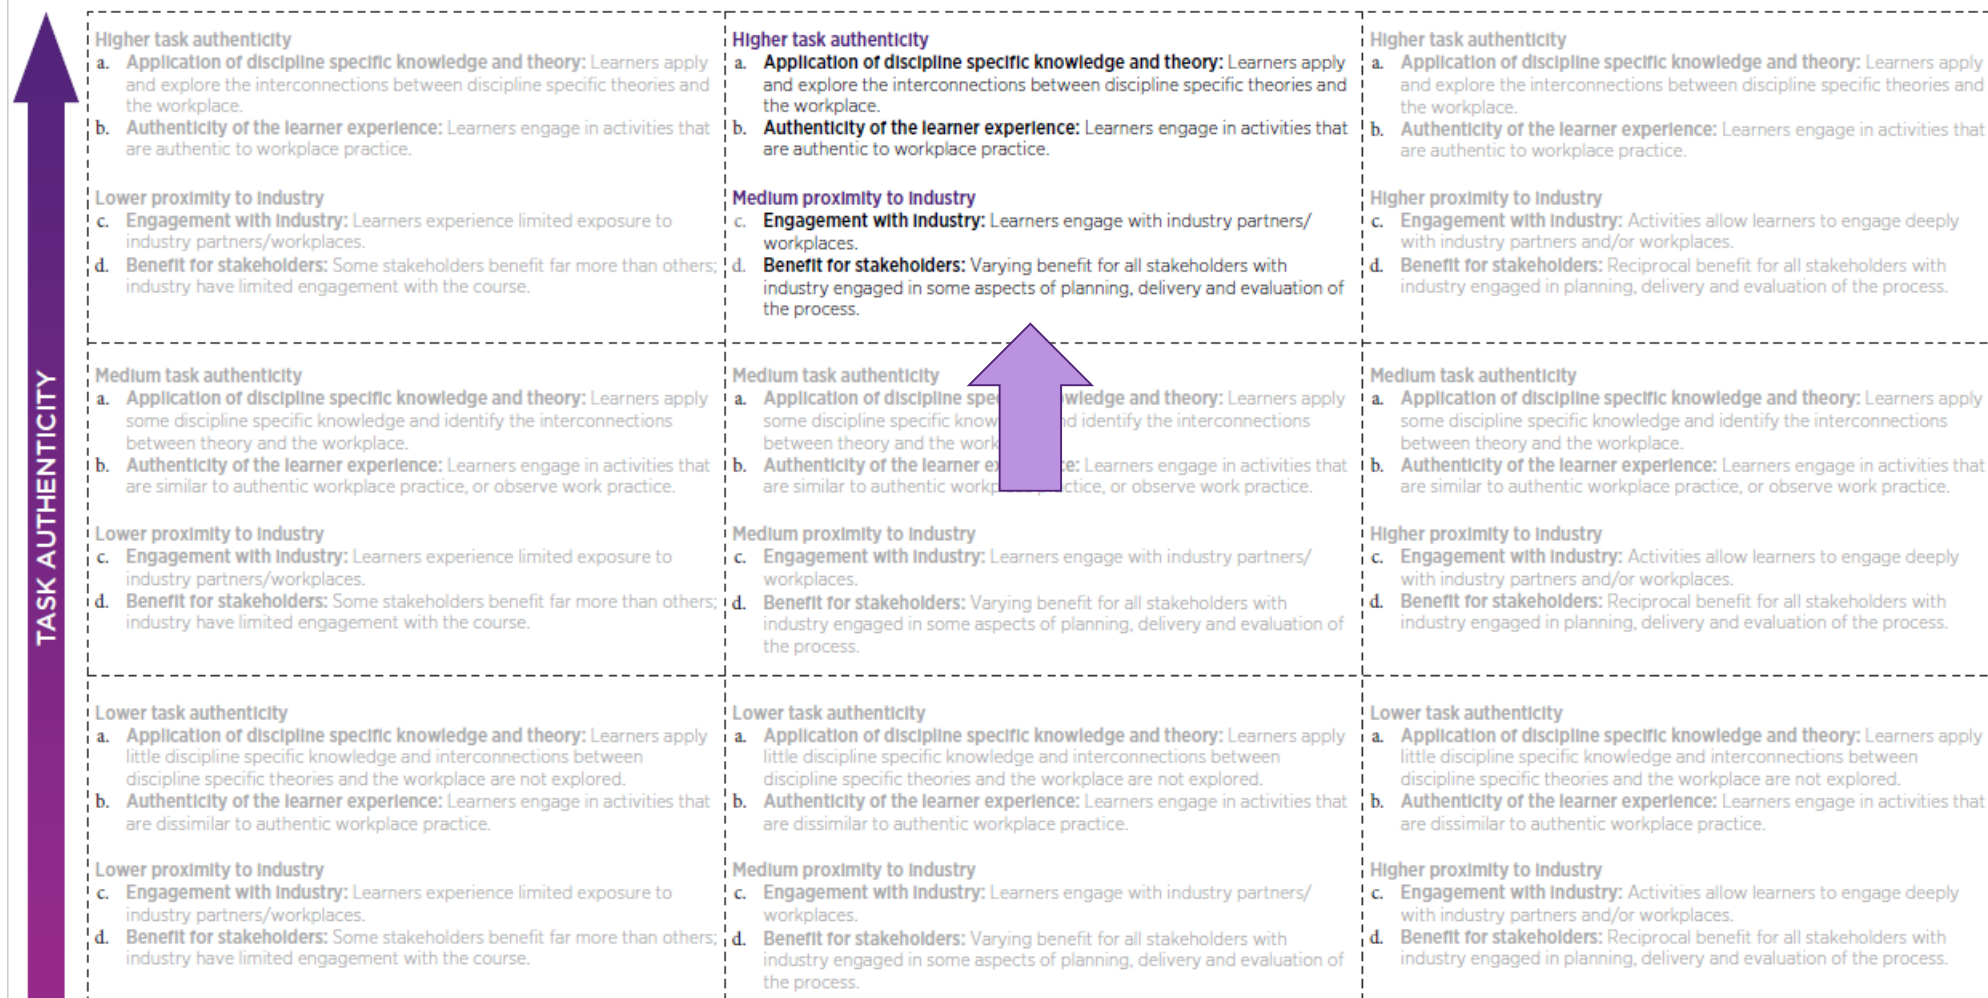 TASK AUTHENTICITY
Higher task authenticity
a. Application of discipline specific knowledge and theory: Learners apply
and explore the interconnections between discipline specific theories and
the workplace.
b. Authenticity of the learner experience: Learners engage in activities that
are authentic to workplace practice.
Lower proximity to industry
c. Engagement with industry: Learners experience limited exposure to
industry partners/workplaces.
d. Benefit for stakeholders: Some stakeholders benefit far more than others;
industry have limited engagement with the course.
Higher task authenticity
a. Application of discipline specific knowledge and theory: Learners apply
and explore the interconnections between discipline specific theories and
the workplace.
b. Authenticity of the learner experience: Learners engage in activities that
are authentic to workplace practice.
Medium proximity to industry
c. Engagement with industry: Learners engage with industry partners/
workplaces.
d. Benefit for stakeholders: Varying benefit for all stakeholders with
industry engaged in some aspects of planning, delivery and evaluation of
the process.
Higher task authenticity
a. Application of discipline specific knowledge and theory: Learners apply
and explore the interconnections between discipline specific theories and
the workplace.
b. Authenticity of the learner experience: Learners engage in activities that
are authentic to workplace practice.
Higher proximity to industry
c. Engagement with industry: Activities allow learners to engage deeply
with industry partners and/or workplaces.
d. Benefit for stakeholders: Reciprocal benefit for all stakeholders with
industry engaged in planning, delivery and evaluation of the process.
Medium task authenticity
a. Application of discipline specific knowledge and theory: Learners apply
some discipline specific knowledge and identify the interconnections
between theory and the workplace.
b. Authenticity of the learner experience: Learners engage in activities that
are similar to authentic workplace practice, or observe work practice.
Lower proximity to industry
c. Engagement with industry: Learners experience limited exposure to
industry partners/workplaces.
d. Benefit for stakeholders: Some stakeholders benefit far more than others;
industry have limited engagement with the course.
Medium task authenticity
a. Application of discipline and theory: Learners apply
some discipline specific identify the interconnections
between theory and the
b. Authenticity of the learner Learners engage in activities that
are similar to authentic or observe work practice.
Medium proximity to industry
c. Engagement with industry: Learners engage with industry partners/
workplaces.
d. Benefit for stakeholders: Varying benefit for all stakeholders with
industry engaged in some aspects of planning, delivery and evaluation of
the process.
Medium task authenticity
a. Application of discipline specific knowledge and theory: Learners apply
some discipline specific knowledge and identify the interconnections
between theory and the workplace.
b. Authenticity of the learner experience: Learners engage in activities that
are similar to authentic workplace practice, or observe work practice.
Higher proximity to industry
c. Engagement with industry: Activities allow learners to engage deeply
with industry partners and/or workplaces.
d. Benefit for stakeholders: Reciprocal benefit for all stakeholders with
industry engaged in planning, delivery and evaluation of the process.
Lower task authenticity
a. Application of discipline specific knowledge and theory: Learners apply
little discipline specific knowledge and interconnections between
discipline specific theories and the workplace are not explored.
b. Authenticity of the learner experience: Learners engage in activities that
are dissimilar to authentic workplace practice.
Lower proximity to industry
c. Engagement with industry: Learners experience limited exposure to
industry partners/workplaces.
d. Benefit for stakeholders: Some stakeholders benefit far more than others;
industry have limited engagement with the course.
Lower task authenticity
a. Application of discipline specific knowledge and theory: Learners apply
little discipline specific knowledge and interconnections between
discipline specific theories and the workplace are not explored.
b. Authenticity of the learner experience: Learners engage in activities that
are dissimilar to authentic workplace practice.
Medium proximity to industry
c. Engagement with industry: Learners engage with industry partners/
workplaces.
d. Benefit for stakeholders: Varying benefit for all stakeholders with
industry engaged in some aspects of planning, delivery and evaluation of
the process.
Lower task authenticity
a. Application of discipline specific knowledge and theory: Learners apply
little discipline specific knowledge and interconnections between
discipline specific theories and the workplace are not explored.
b. Authenticity of the learner experience: Learners engage in activities that
are dissimilar to authentic workplace practice.
Higher proximity to industry
c. Engagement with industry: Activities allow learners to engage deeply
with industry partners and/or workplaces.
d. Benefit for stakeholders: Reciprocal benefit for all stakeholders with
industry engaged in planning, delivery and evaluation of the process.